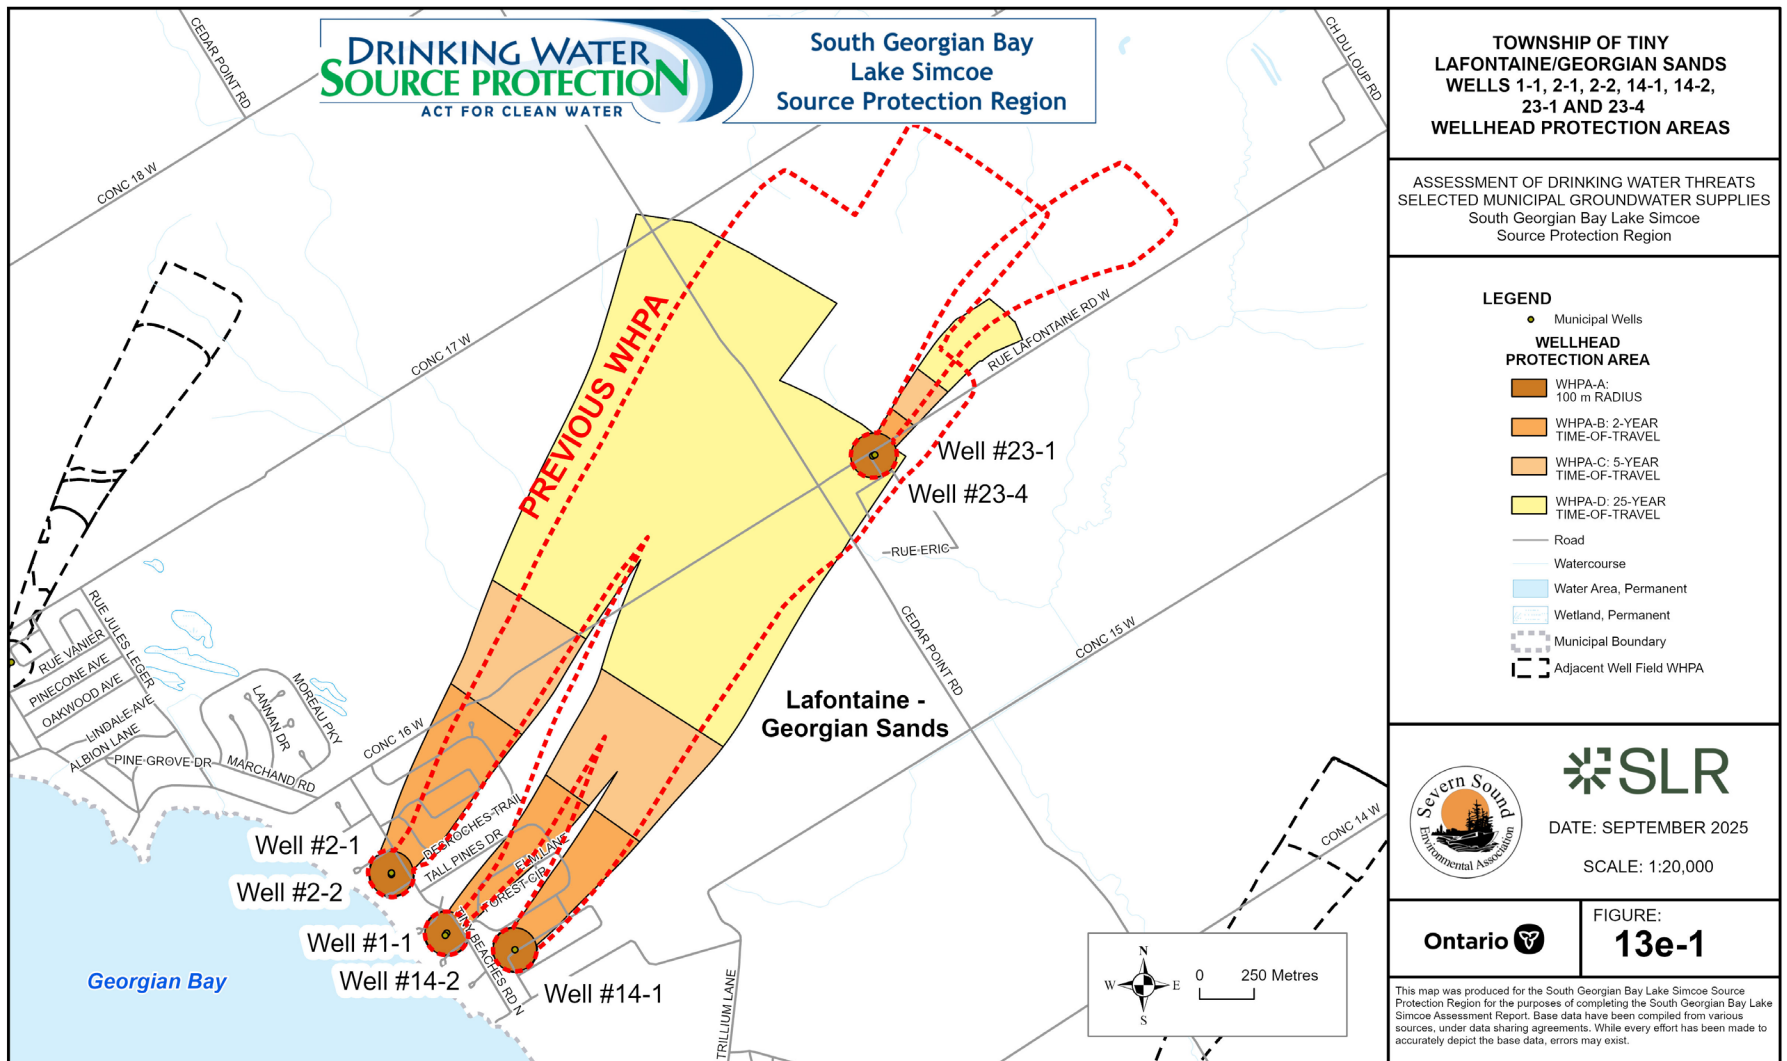 DRINKING WATER
SOURCE PROTECTION
ACT FOR CLEAN WATER
South Georgian Bay
Lake Simcoe
Source Protection Region
CEDAR POINT RD
CH DU LOUP RD
CONC 18 W
CONC 17 W
PREVIOUS WHPA
RUE LAFONTAINE RD W
Well #23-1
Well #23-4
RUE ERIC
CEDAR POINT RD
CONC 15 W
Lafontaine -
Georgian Sands
RUE JULES LEGER
RUE VANIER
PINECONE AVE
OAKWOOD AVE
LINDALE AVE
ALBION LANE
PINE GROVE DR
MARCHAND RD
LANNAN DR
MOREAU PKY
CONC 16 W
DESROCHES TRAIL
TALL PINES DR
ELM LANE
FOREST CIR
TINY BEACHES RD N
TRILLIUM LANE
CONC 14 W
Well #2-1
Well #2-2
Well #1-1
Well #14-2
Well #14-1
Georgian Bay
N
W
E
S
0 250 Metres
TOWNSHIP OF TINY
LAFONTAINE/GEORGIAN SANDS
WELLS 1-1, 2-1, 2-2, 14-1, 14-2,
23-1 AND 23-4
WELLHEAD PROTECTION AREAS
ASSESSMENT OF DRINKING WATER THREATS
SELECTED MUNICIPAL GROUNDWATER SUPPLIES
South Georgian Bay Lake Simcoe
Source Protection Region
LEGEND
Municipal Wells
WELLHEAD
PROTECTION AREA
WHPA-A:
100 m RADIUS
WHPA-B: 2-YEAR
TIME-OF-TRAVEL
WHPA-C: 5-YEAR
TIME-OF-TRAVEL
WHPA-D: 25-YEAR
TIME-OF-TRAVEL
Road
Watercourse
Water Area, Permanent
Wetland, Permanent
Municipal Boundary
Adjacent Well Field WHPA
Severn Sound
Environmental Association
SLR
DATE: SEPTEMBER 2025
SCALE: 1:20,000
Ontario
FIGURE:
13e-1
This map was produced for the South Georgian Bay Lake Simcoe Source
Protection Region for the purposes of completing the South Georgian Bay Lake
Simcoe Assessment Report. Base data have been compiled from various
sources, under data sharing agreements. While every effort has been made to
accurately depict the base data, errors may exist.